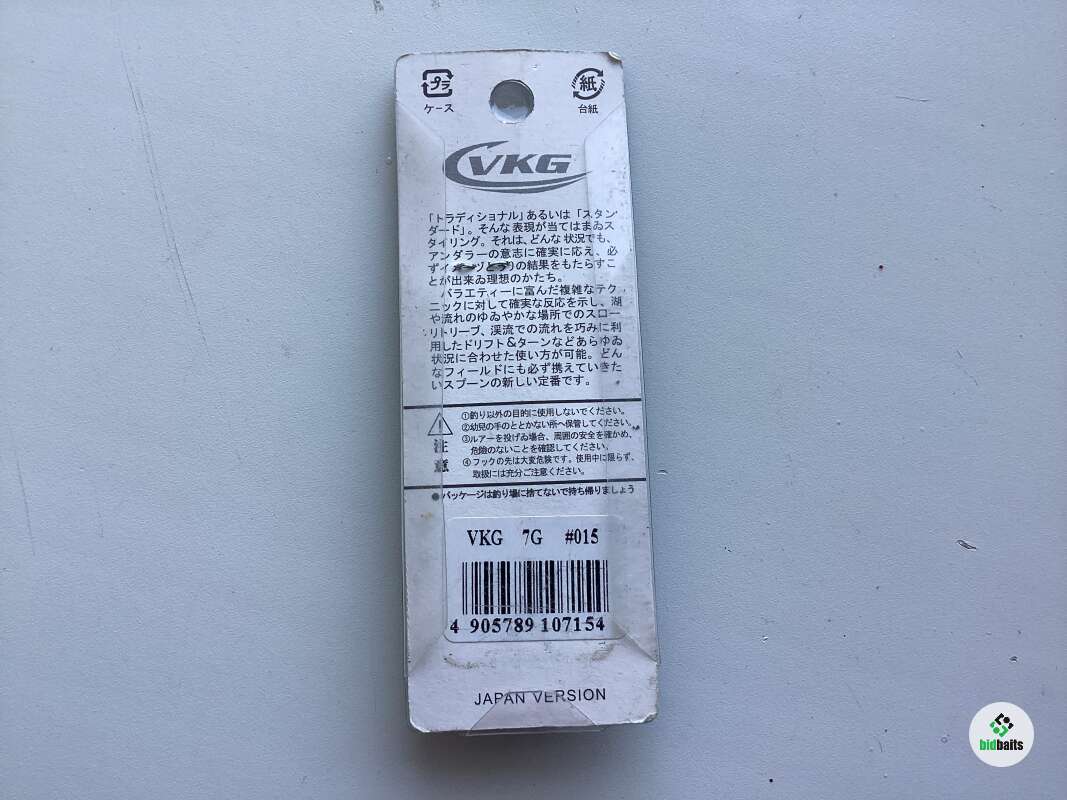 プラ
紙
ケース
台紙
VKG
「トラディショナル」あるいは「スタン
ダード」。そんな表現が当てはまゐス
タイリング。それは、どんな状況でも、
アンダラーの意志に確実に応え、必
の結果をもたらすこ
とが出来ゐ理想のかたち。
バラエティーに富んだ複雑なテク
ニックに対して確実な反応を示し、湖
や流れのゆゐやかな場所でのスロー
リトリーブ、渓流での流れを巧みに利
用したドリフト&ターンなどあらゆゐ
状況に合わせた使い方が可能。どん
なフィールドにも必ず携えていきた
いスプーンの新しい定番です。
注意
①釣り以外の目的に使用しないでください。
②幼兒の手のととかない所へ保管してください。
③ルアーを投げゐ場合、周囲の安全を確かめ、
危険のないことを確認してください。
④フックの先は大変危険です。使用中に限らず、
取扱には充分ご注意ください。
●パッケージは釣り場に捨てないで持ち帰りましょう
VKG 7G #015
4 905789 107154
JAPAN VERSION
bidbaits